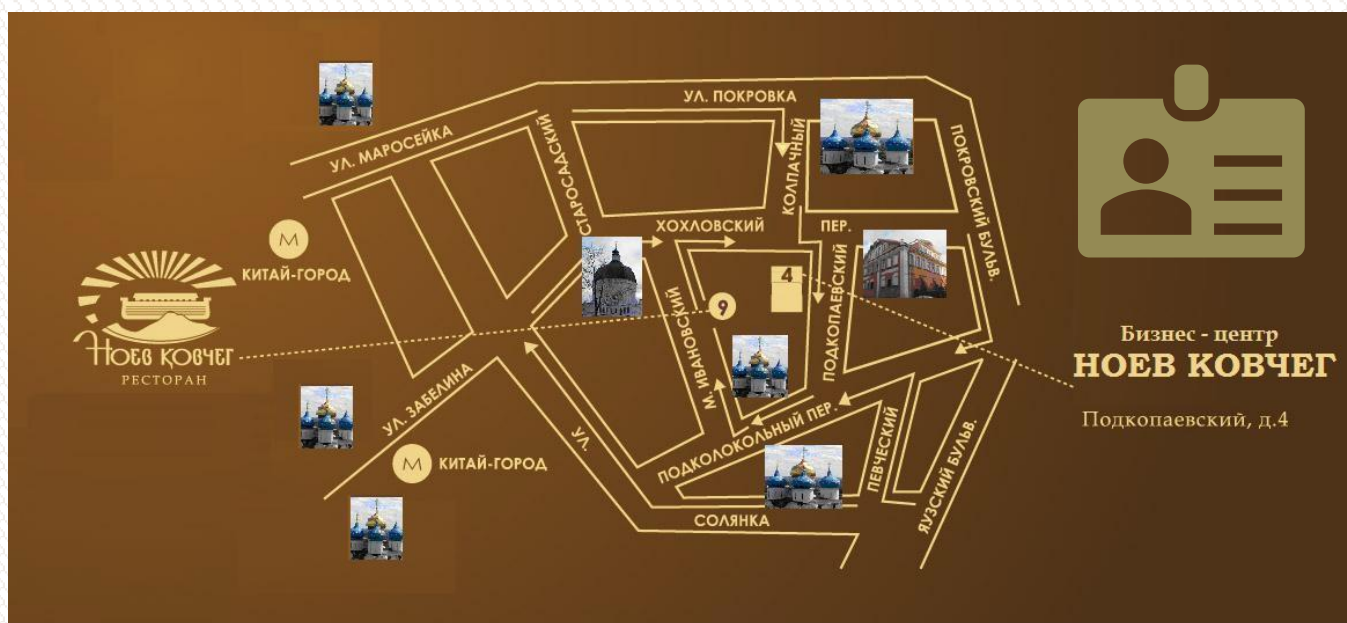 УЛ. ПОКРОВКА
УЛ. МАРОСЕЙКА
СТАРОСАДСКИЙ
КОЛПАЧНЫЙ
ПОКРОВСКИЙ БУЛЬВ.
ХОХЛОВСКИЙ
ПЕР.
М
КИТАЙ-ГОРОД
4
9
М. ИВАНОВСКИЙ
ПОДКОПАЕВСКИЙ
НОЕВ КОВЧЕГ
РЕСТОРАН
Бизнес - центр
НОЕВ КОВЧЕГ
Подкопаевский, д.4
УЛ. ЗАБЕЛИНА
М
КИТАЙ-ГОРОД
УЛ.
СОЛЯНКА
ПОДКОЛОКОЛЬНЫЙ ПЕР.
ПЕВЧЕСКИЙ
ЯУЗСКИЙ БУЛЬВ.